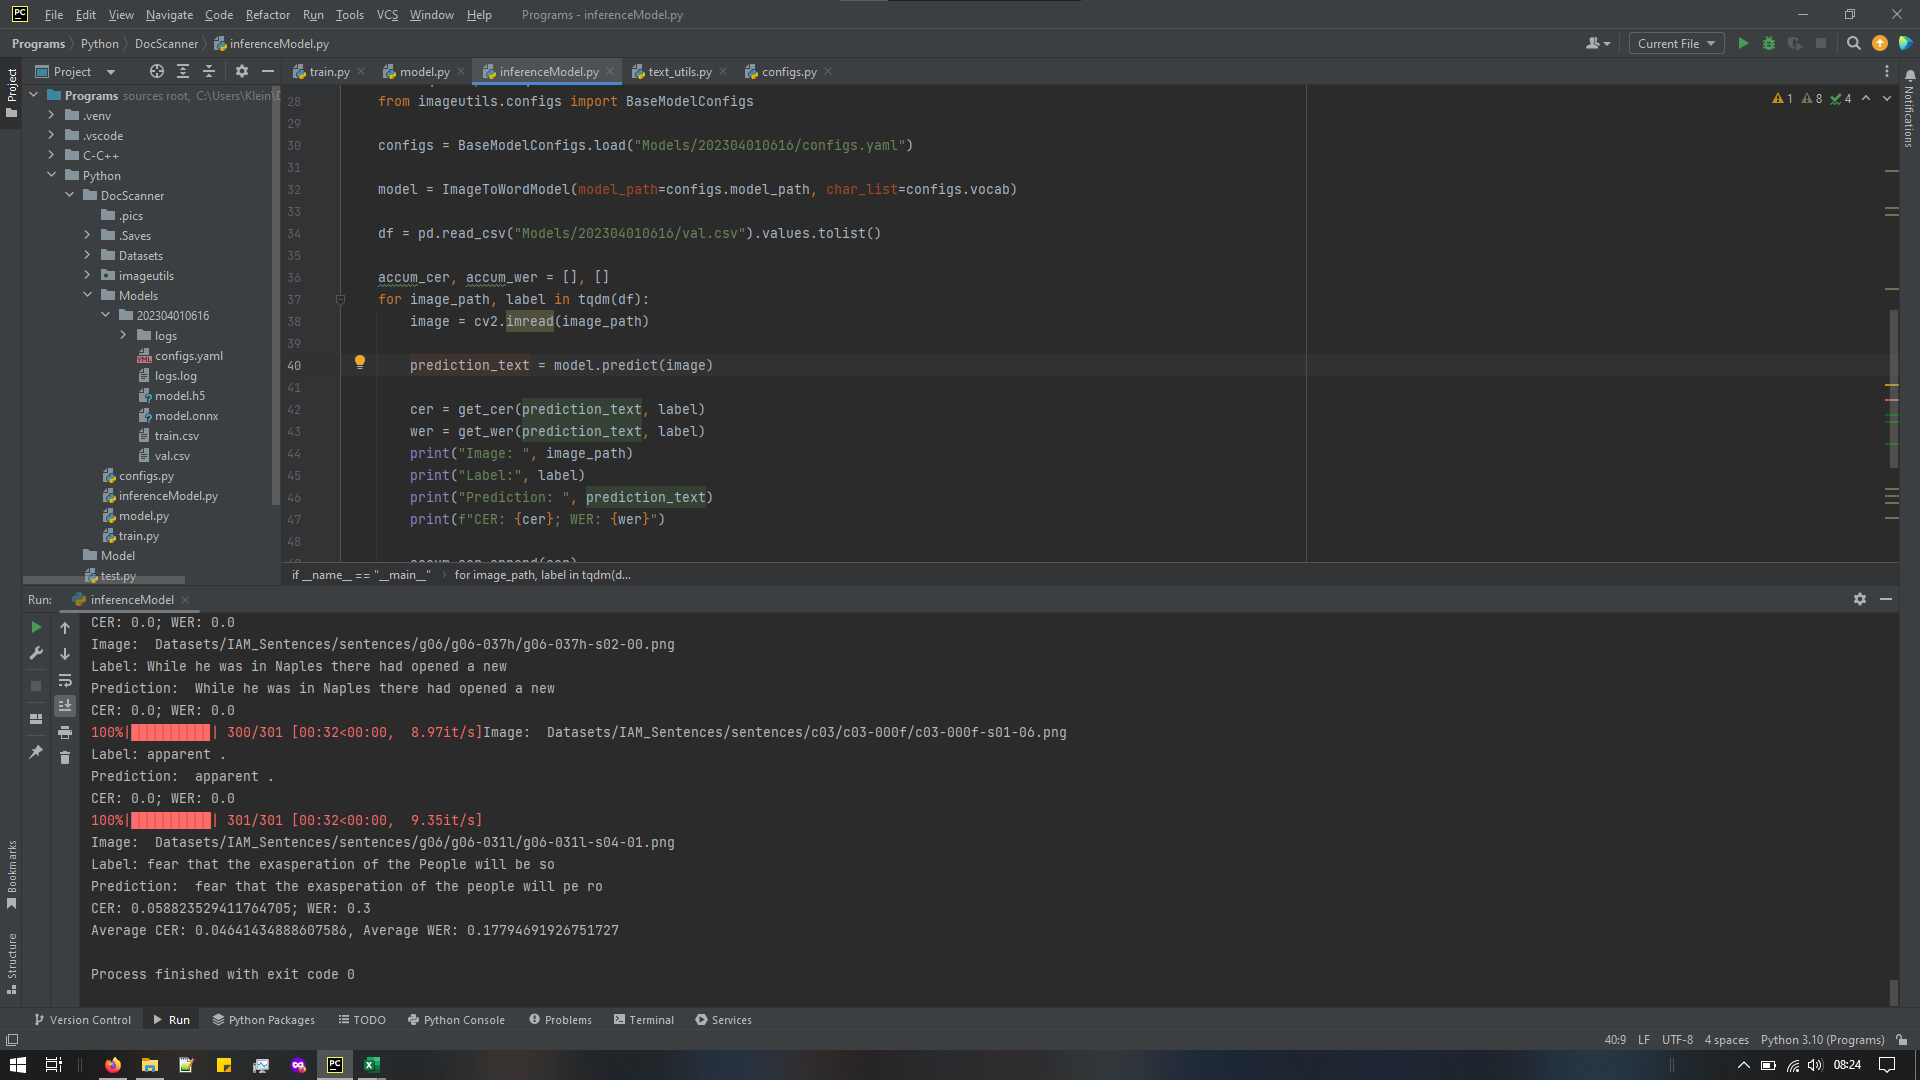 PC File Edit View Navigate Code Refactor Run Tools VCS Window Help Programs - inferenceModel.py
Programs Python DocScanner inferenceModel.py Current File
Project
Project
train.py model.py inferenceModel.py text_utils.py configs.py
Notifications
Programs sources root, C:\Users\Klein\
.venv
.vscode
C-C++
Python
DocScanner
.pics
.Saves
Datasets
imageutils
Models
202304010616
logs
configs.yaml
logs.log
model.h5
model.onnx
train.csv
val.csv
configs.py
inferenceModel.py
model.py
train.py
Model
test.py
1 8 4
28 from imageutils.configs import BaseModelConfigs
29
30 configs = BaseModelConfigs.load("Models/202304010616/configs.yaml")
31
32 model = ImageToWordModel(model_path=configs.model_path, char_list=configs.vocab)
33
34 df = pd.read_csv("Models/202304010616/val.csv").values.tolist()
35
36 accum_cer, accum_wer = [], []
37 for image_path, label in tqdm(df):
38 image = cv2.imread(image_path)
39
40 prediction_text = model.predict(image)
41
42 cer = get_cer(prediction_text, label)
43 wer = get_wer(prediction_text, label)
44 print("Image: ", image_path)
45 print("Label:", label)
46 print("Prediction: ", prediction_text)
47 print(f"CER: {cer}; WER: {wer}")
48
if __name__ == "__main__" for image_path, label in tqdm(d...
Run: inferenceModel
CER: 0.0; WER: 0.0
Image: Datasets/IAM_Sentences/sentences/g06/g06-037h/g06-037h-s02-00.png
Label: While he was in Naples there had opened a new
Prediction: While he was in Naples there had opened a new
CER: 0.0; WER: 0.0
100%| | 300/301 [00:32<00:00, 8.97it/s]Image: Datasets/IAM_Sentences/sentences/c03/c03-000f/c03-000f-s01-06.png
Label: apparent .
Prediction: apparent .
CER: 0.0; WER: 0.0
100%| | 301/301 [00:32<00:00, 9.35it/s]
Image: Datasets/IAM_Sentences/sentences/g06/g06-031l/g06-031l-s04-01.png
Label: fear that the exasperation of the People will be so
Prediction: fear that the exasperation of the people will pe ro
CER: 0.058823529411764705; WER: 0.3
Average CER: 0.04641434888607586, Average WER: 0.17794691926751727
Process finished with exit code 0
Bookmarks
Structure
Version Control Run Python Packages TODO Python Console Problems Terminal Services
40:9 LF UTF-8 4 spaces Python 3.10 (Programs)
PC 08:24